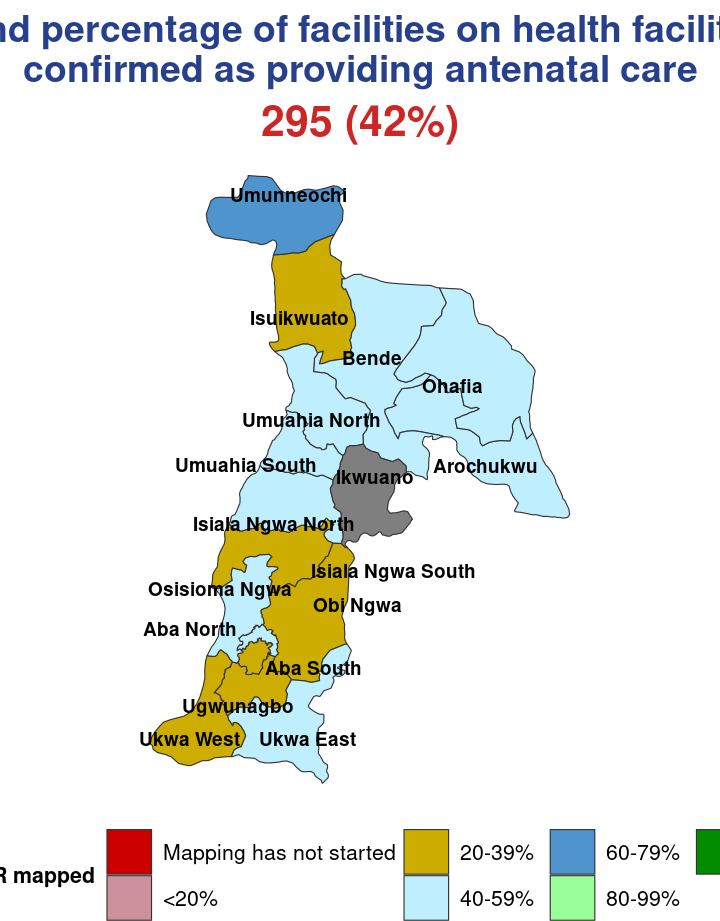 percentage of facilities on health
confirmed as providing antenatal care
295 (42%)
Umunneochi
Isuikwuato
Bende
Ohafia
Umuahia North
Umuahia South
Arochukwu
Ikwuano
Isiala Ngwa North
Isiala Ngwa South
Osisioma Ngwa
Obi Ngwa
Aba North
Aba South
Ugwunagbo
Ukwa West
Ukwa East
mapped
Mapping has not started
20-39%
60-79%
<20%
40-59%
80-99%